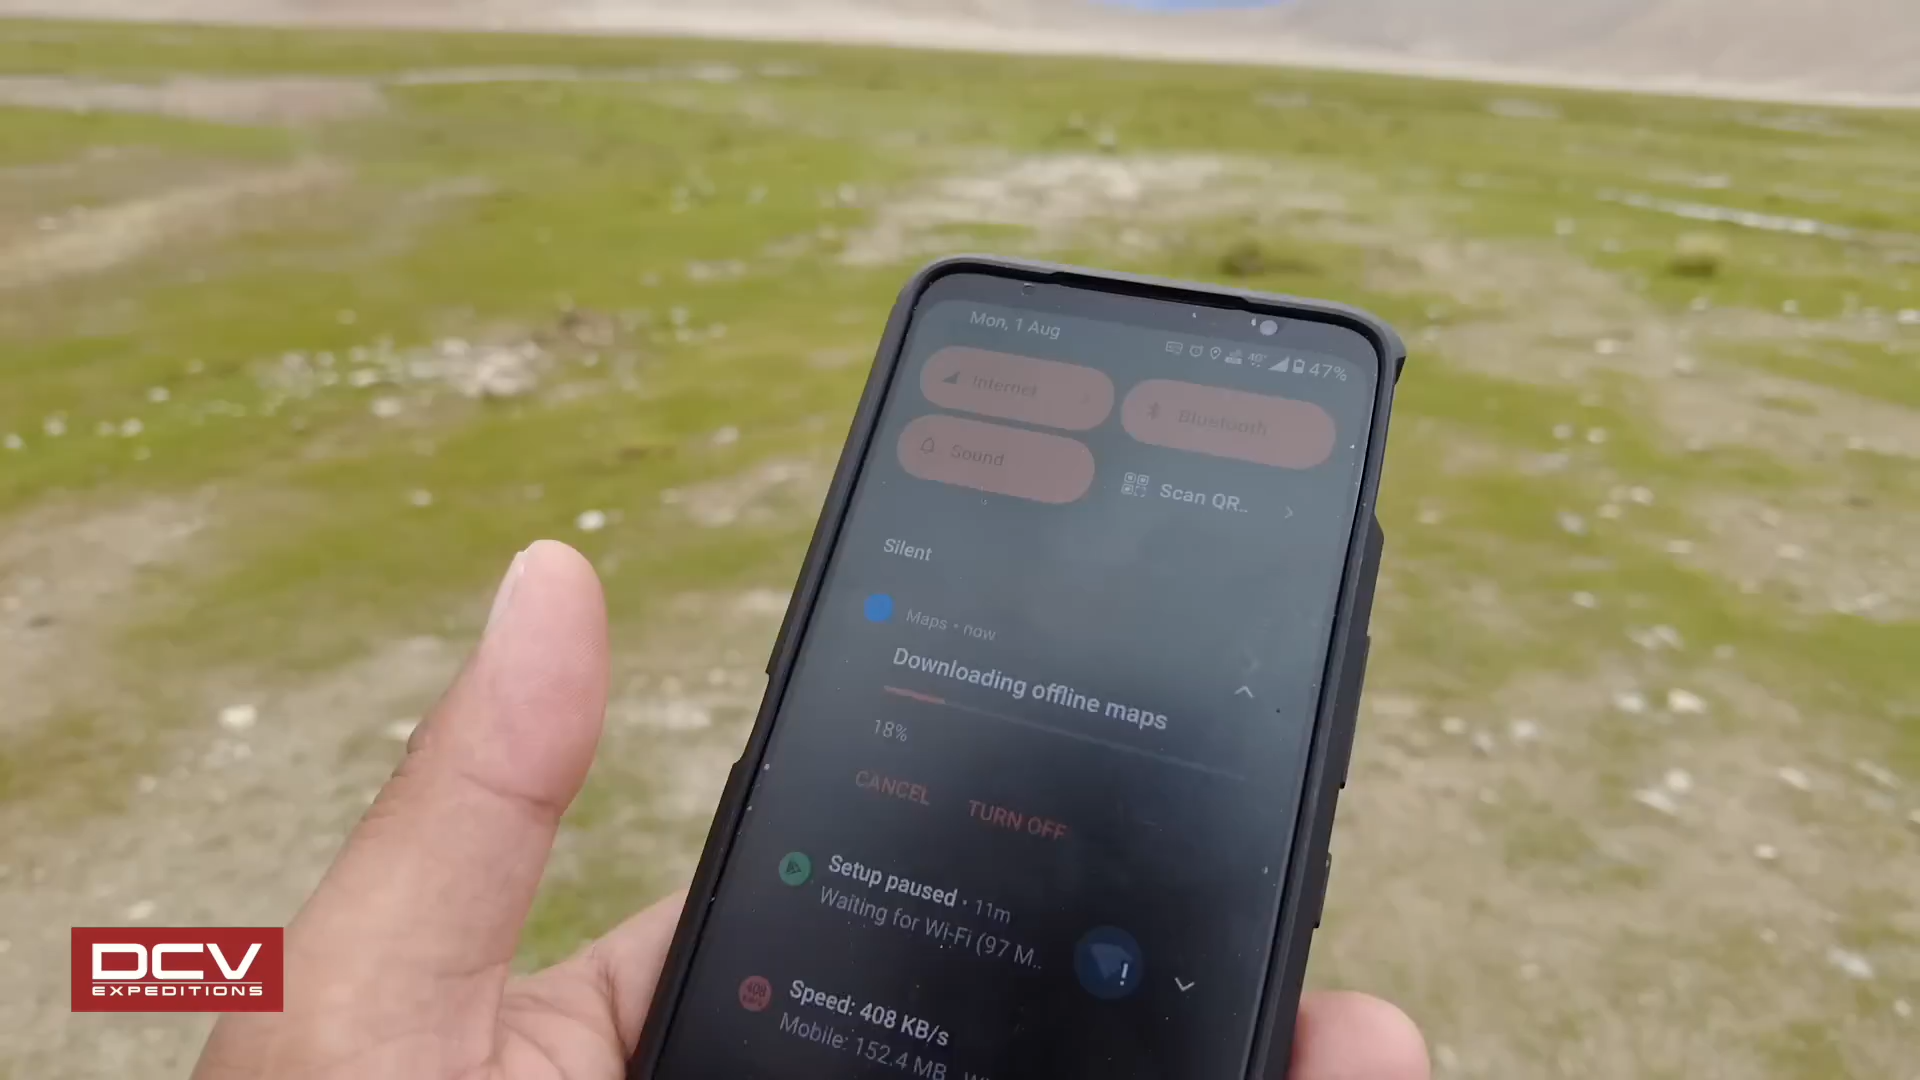 Mon, 1 Aug
47%
Internet
Bluetooth
Sound
Scan QR..
Silent
Maps • now
Downloading offline maps
18%
CANCEL TURN OFF
Setup paused • 11m
Waiting for Wi-Fi (97 M..
408
Speed: 408 KB/s
Mobile: 152.4 MB
DCV
EXPEDITIONS